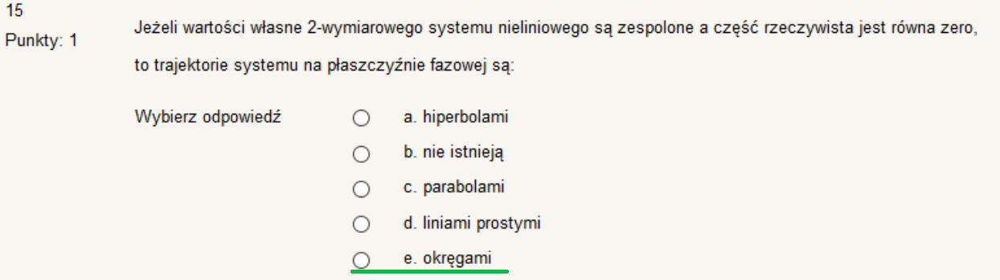 15
Punkty: 1
Jeżeli wartości własne 2-wymiarowego systemu nieliniowego są zespolone a część rzeczywista jest równa zero,
to trajektorie systemu na płaszczyźnie fazowej są:
Wybierz odpowiedź
a. hiperbolami
b. nie istnieją
c. parabolami
d. liniami prostymi
e. okręgami